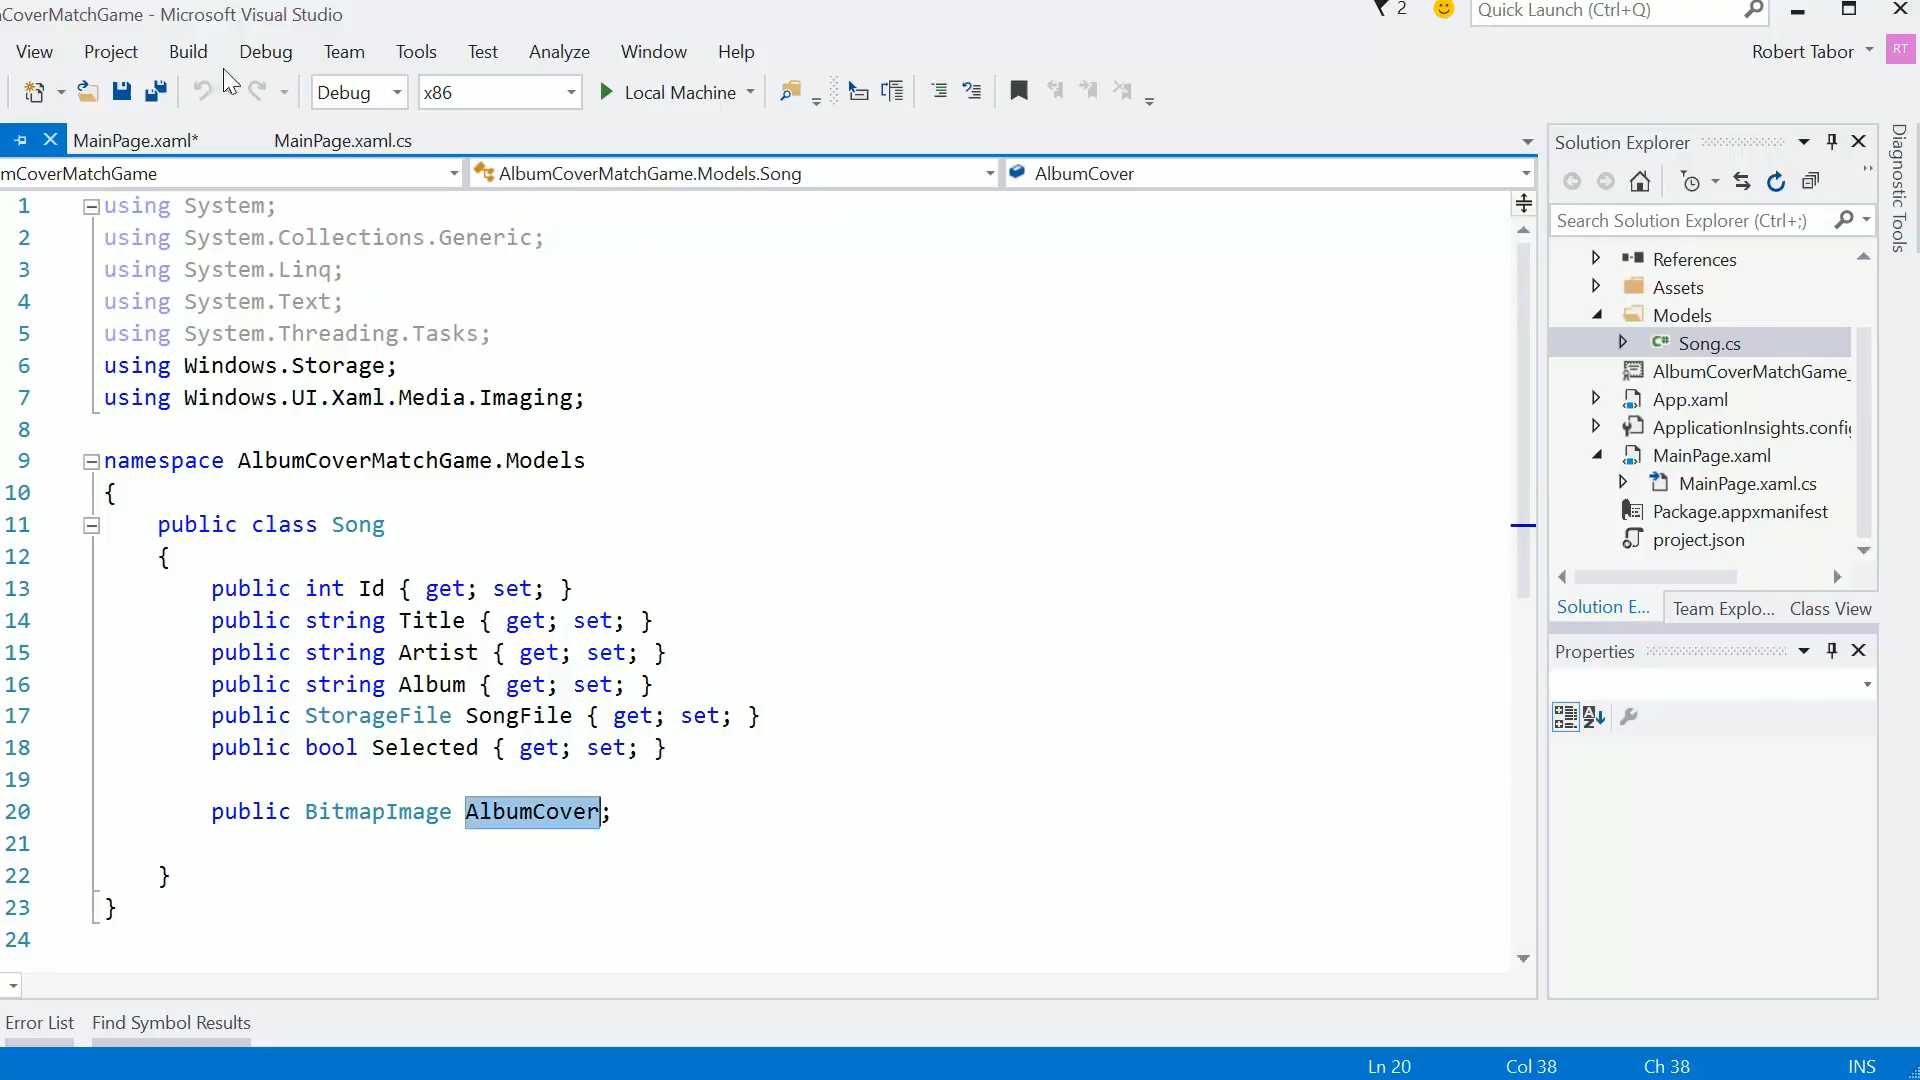 CoverMatchGame - Microsoft Visual Studio
2
Quick Launch (Ctrl+Q)
View Project Build Debug Team Tools Test Analyze Window Help
Robert Tabor
RT
Debug x86 Local Machine
MainPage.xaml* MainPage.xaml.cs
mCoverMatchGame AlbumCoverMatchGame.Models.Song AlbumCover
1 using System;
2 using System.Collections.Generic;
3 using System.Linq;
4 using System.Text;
5 using System.Threading.Tasks;
6 using Windows.Storage;
7 using Windows.UI.Xaml.Media.Imaging;
8
9 namespace AlbumCoverMatchGame.Models
10 {
11 public class Song
12 {
13 public int Id { get; set; }
14 public string Title { get; set; }
15 public string Artist { get; set; }
16 public string Album { get; set; }
17 public StorageFile SongFile { get; set; }
18 public bool Selected { get; set; }
19
20 public BitmapImage AlbumCover;
21
22 }
23 }
24
Solution Explorer
Search Solution Explorer (Ctrl+;)
References
Assets
Models
C# Song.cs
AlbumCoverMatchGame_
App.xaml
ApplicationInsights.config
MainPage.xaml
MainPage.xaml.cs
Package.appxmanifest
project.json
Solution E... Team Explo... Class View
Properties
Diagnostic Tools
Error List Find Symbol Results
Ln 20 Col 38 Ch 38 INS